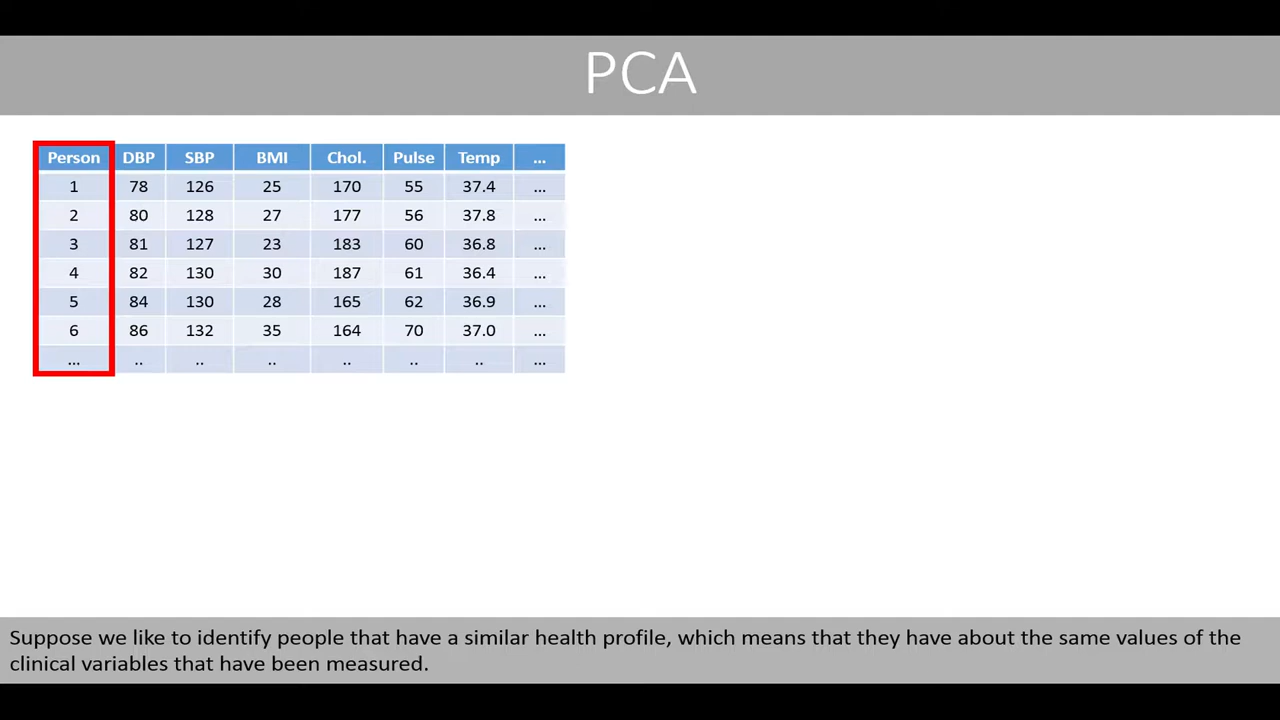 PCA
Person DBP SBP BMI Chol. Pulse Temp ...
1 78 126 25 170 55 37.4 ...
2 80 128 27 177 56 37.8 ...
3 81 127 23 183 60 36.8 ...
4 82 130 30 187 61 36.4 ...
5 84 130 28 165 62 36.9 ...
6 86 132 35 164 70 37.0 ...
... .. .. .. .. .. .. ...
Suppose we like to identify people that have a similar health profile, which means that they have about the same values of the
clinical variables that have been measured.